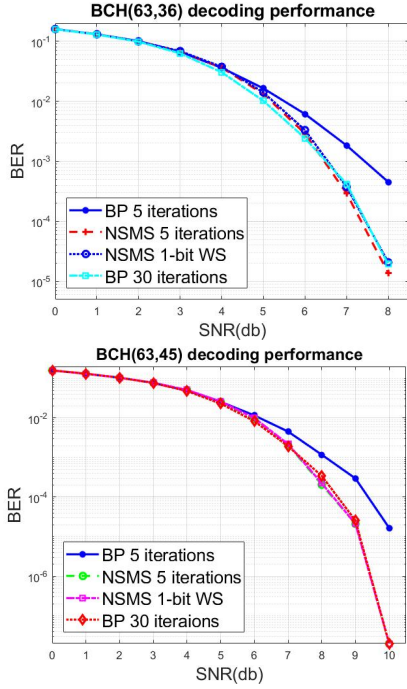 BCH(63,36) decoding performance
10^-1
10^-2
10^-3
10^-4
10^-5
BER
BP 5 iterations
NSMS 5 iterations
NSMS 1-bit WS
BP 30 iterations
0 1 2 3 4 5 6 7 8
SNR(db)
BCH(63,45) decoding performance
10^-2
10^-4
10^-6
BER
BP 5 iterations
NSMS 5 iterations
NSMS 1-bit WS
BP 30 iteraions
0 1 2 3 4 5 6 7 8 9 10
SNR(db)